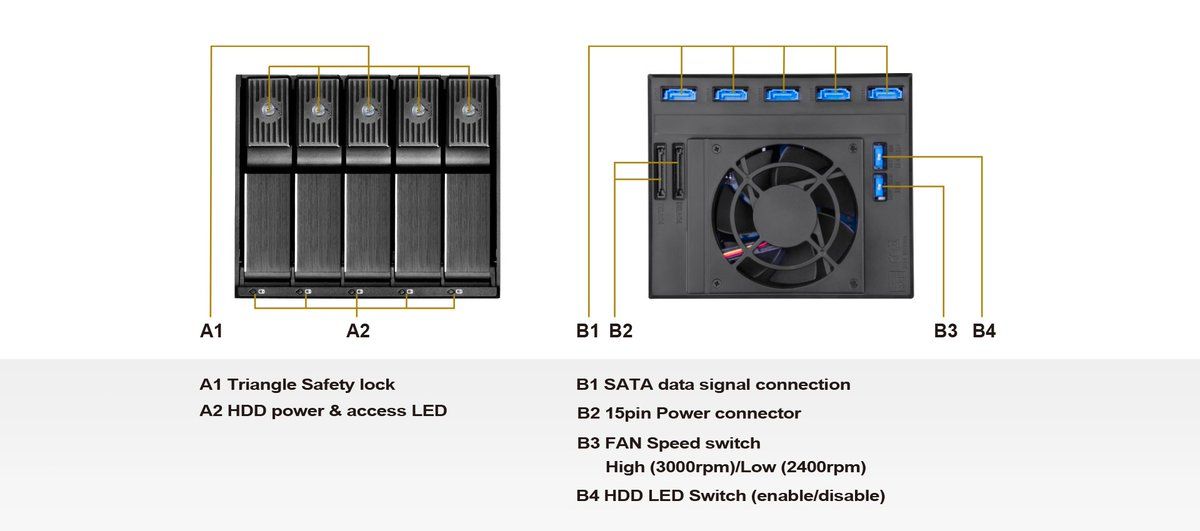 A1
A2
B1
B2
B3
B4
A1 Triangle Safety lock
A2 HDD power & access LED
B1 SATA data signal connection
B2 15pin Power connector
B3 FAN Speed switch
High (3000rpm)/Low (2400rpm)
B4 HDD LED Switch (enable/disable)